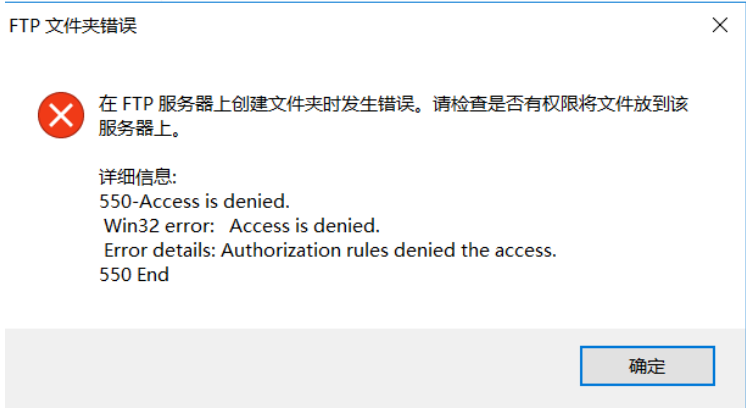 FTP 文件夹错误
在 FTP 服务器上创建文件夹时发生错误。请检查是否有权限将文件放到该
服务器上。
详细信息:
550-Access is denied.
Win32 error:   Access is denied.
Error details: Authorization rules denied the access.
550 End
确定